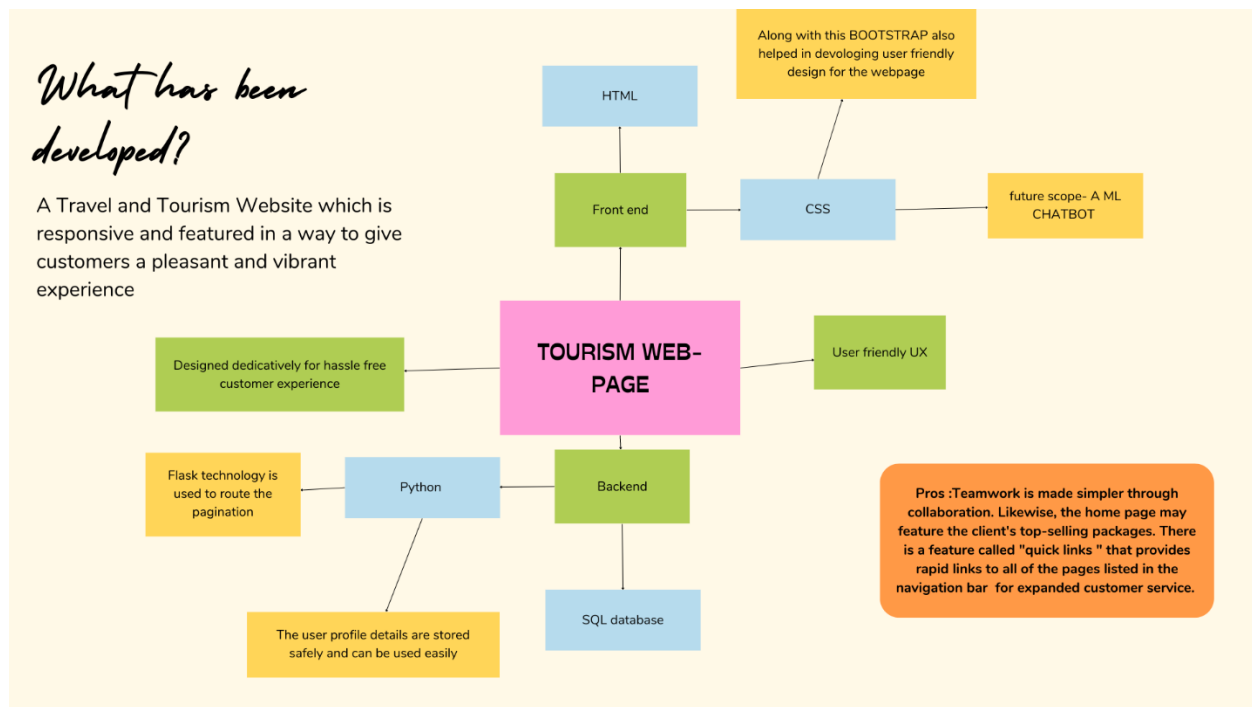 What has been
developed?
A Travel and Tourism Website which is
responsive and featured in a way to give
customers a pleasant and vibrant
experience
Along with this BOOTSTRAP also
helped in devologing user friendly
design for the webpage
HTML
Front end
CSS
future scope- A ML
CHATBOT
TOURISM WEB-
PAGE
User friendly UX
Designed dedicatively for hassle free
customer experience
Flask technology is
used to route the
pagination
Python
Backend
The user profile details are stored
safely and can be used easily
SQL database
Pros :Teamwork is made simpler through
collaboration. Likewise, the home page may
feature the client's top-selling packages. There
is a feature called "quick links " that provides
rapid links to all of the pages listed in the
navigation bar  for expanded customer service.